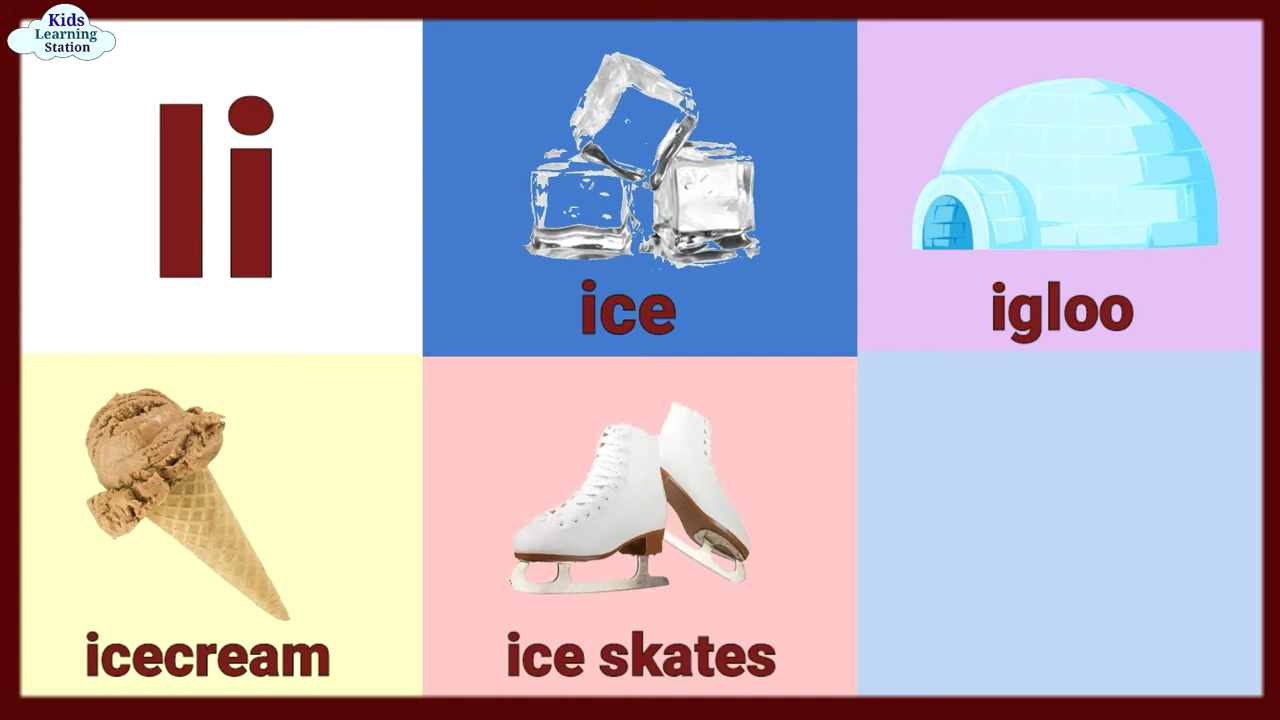 Kids
Learning
Station
Ii
ice
igloo
icecream
ice skates